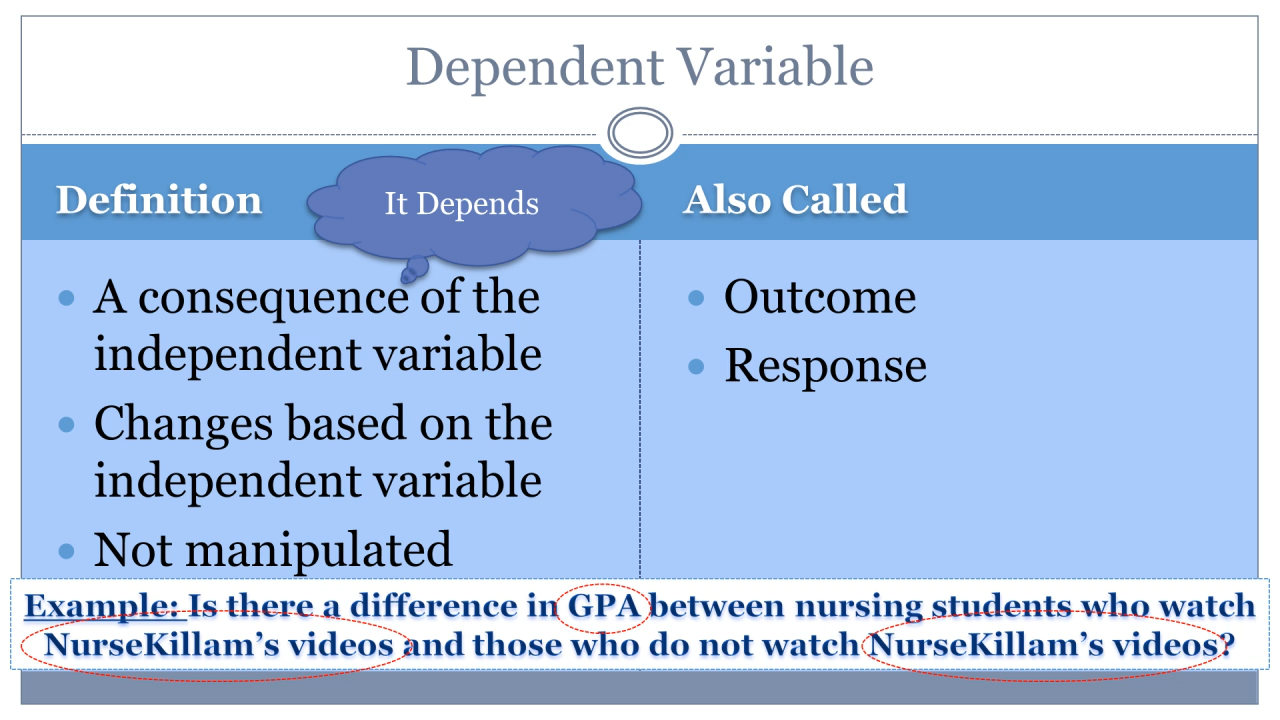 Dependent Variable
Definition
It Depends
Also Called
• A consequence of the
independent variable
• Changes based on the
independent variable
• Not manipulated
• Outcome
• Response
Example: Is there a difference in GPA between nursing students who watch
NurseKillam’s videos and those who do not watch NurseKillam’s videos?